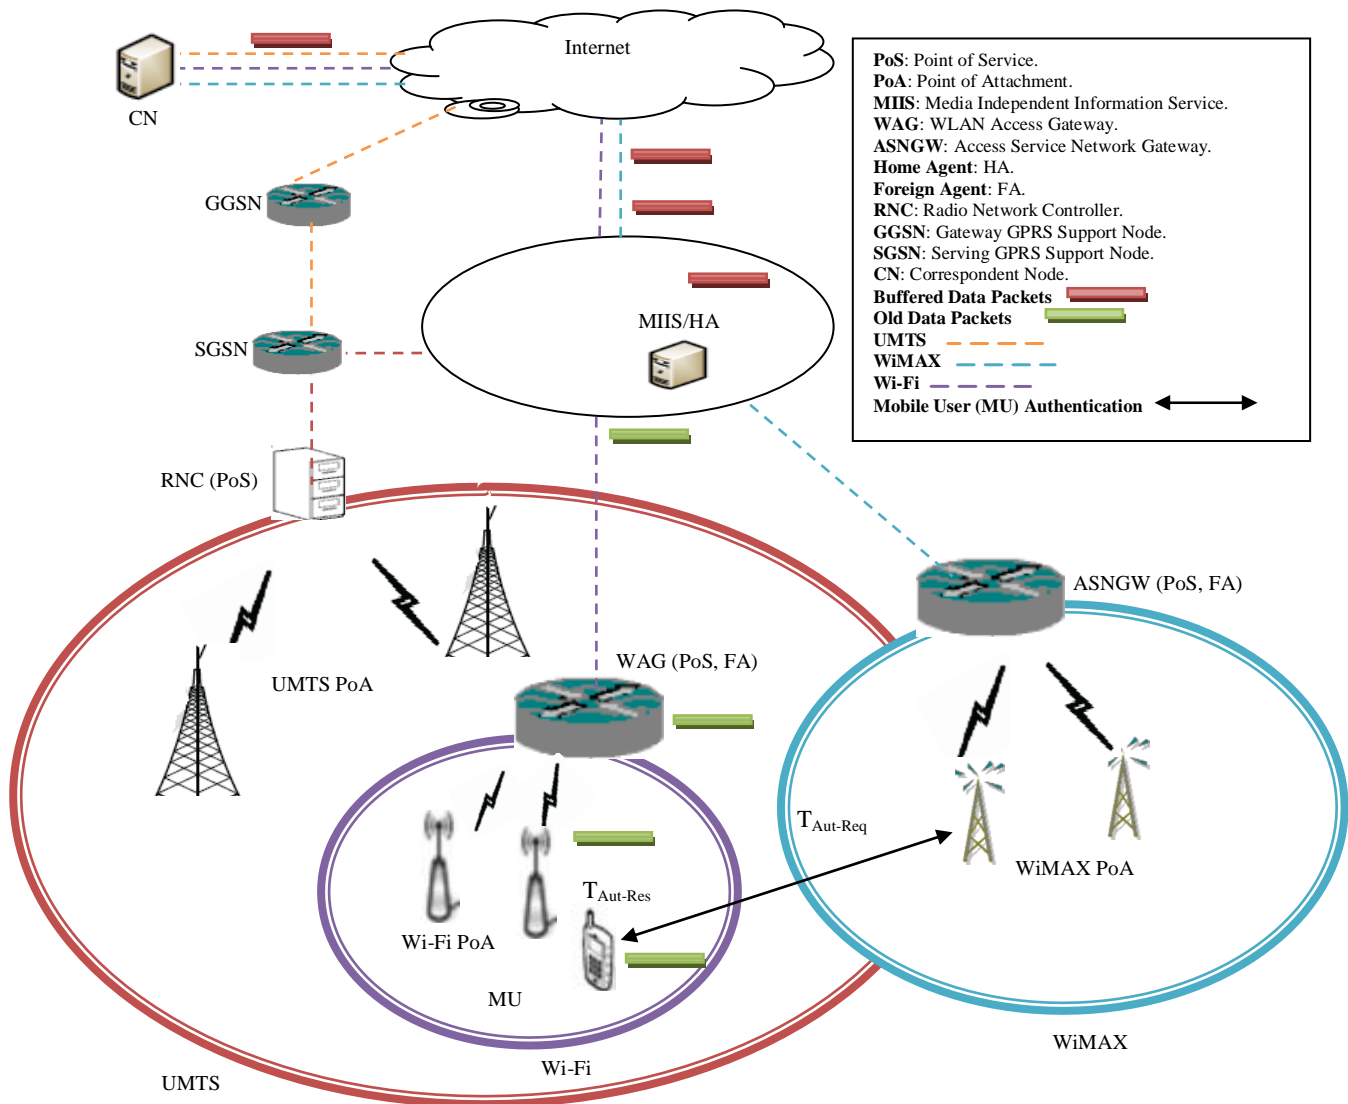 Internet
CN
PoS: Point of Service.
PoA: Point of Attachment.
MIIS: Media Independent Information Service.
WAG: WLAN Access Gateway.
ASNGW: Access Service Network Gateway.
Home Agent: HA.
Foreign Agent: FA.
RNC: Radio Network Controller.
GGSN: Gateway GPRS Support Node.
SGSN: Serving GPRS Support Node.
CN: Correspondent Node.
Buffered Data Packets
Old Data Packets
UMTS
WiMAX
Wi-Fi
Mobile User (MU) Authentication
GGSN
MIIS/HA
SGSN
RNC (PoS)
ASNGW (PoS, FA)
WAG (PoS, FA)
UMTS PoA
TAut-Req
WiMAX PoA
TAut-Res
Wi-Fi PoA
MU
WiMAX
Wi-Fi
UMTS